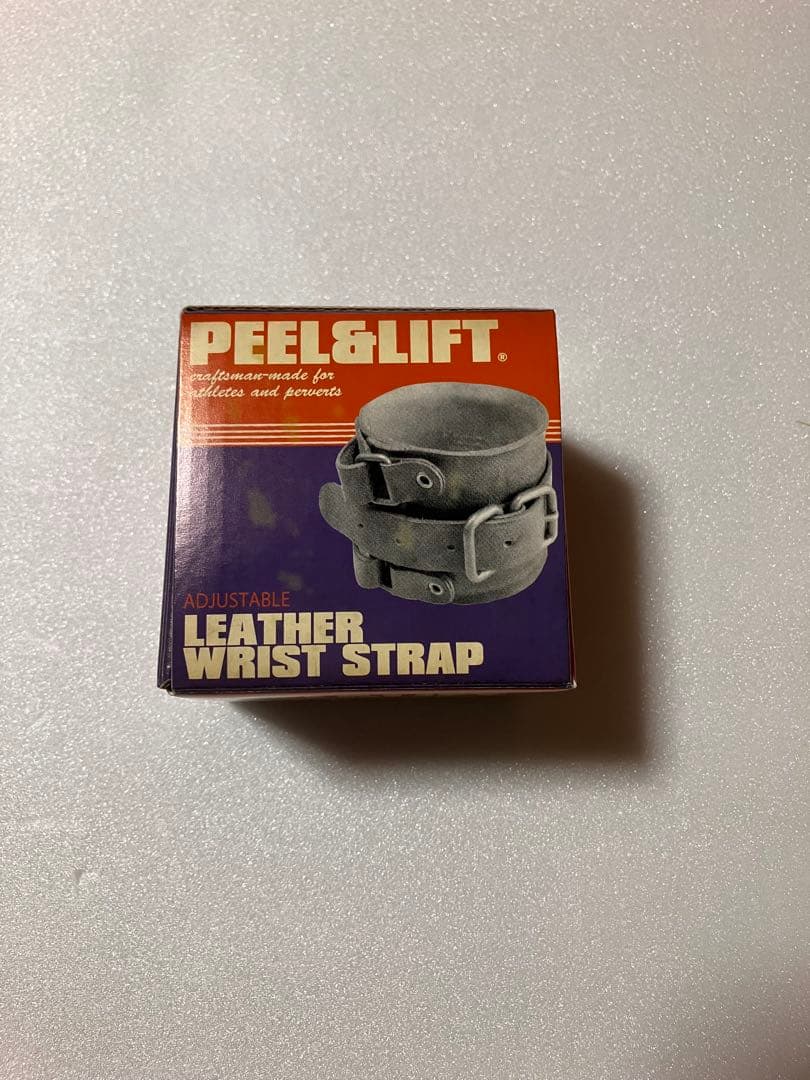 PEEL&LIFT®
craftsman-made for
athletes and perverts
ADJUSTABLE
LEATHER
WRIST STRAP